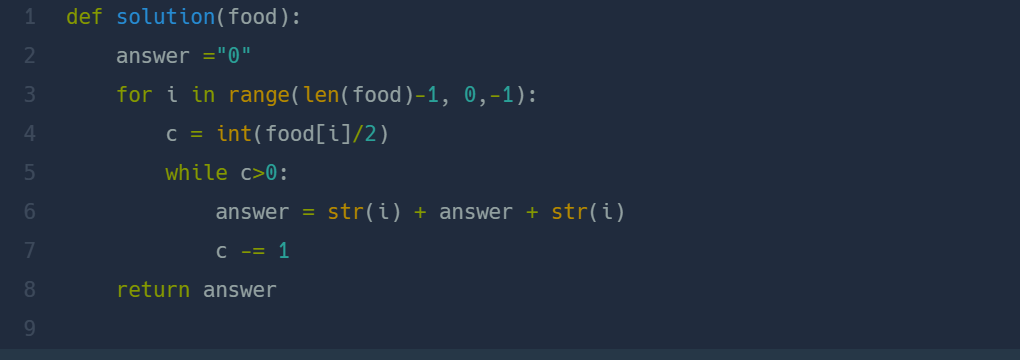 1 def solution(food):
2     answer ="0"
3     for i in range(len(food)-1, 0,-1):
4         c = int(food[i]/2)
5         while c>0:
6             answer = str(i) + answer + str(i)
7             c -= 1
8     return answer
9